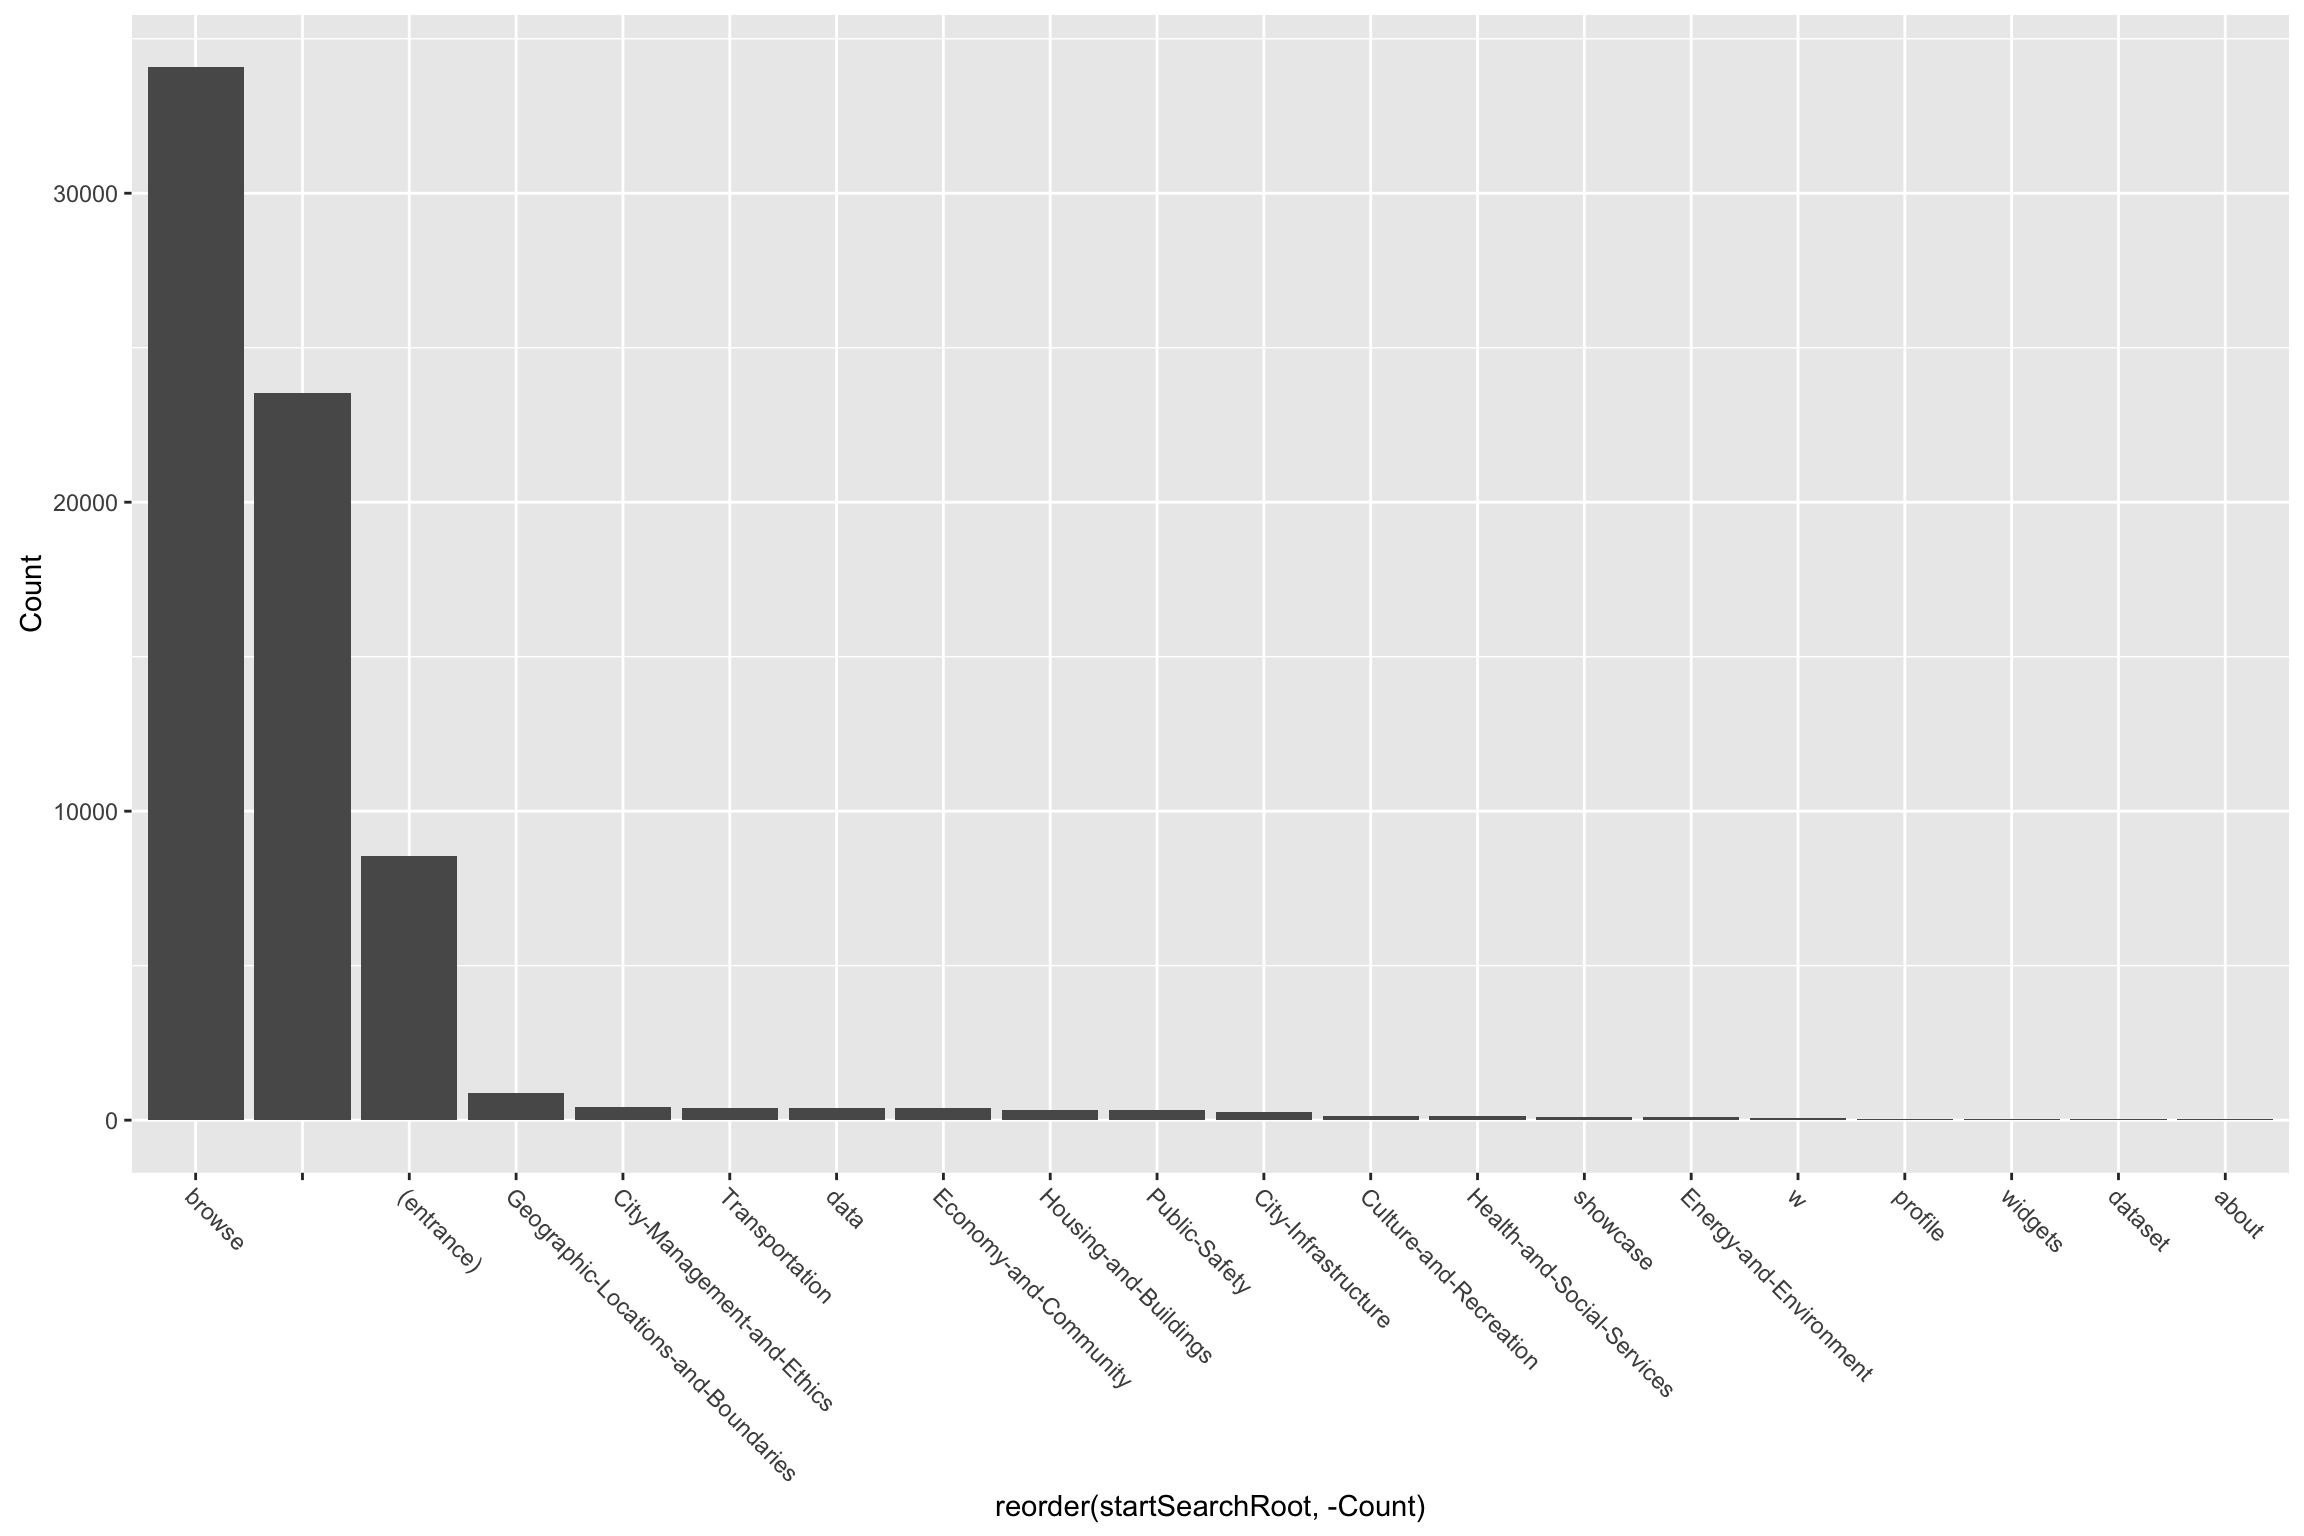 30000
20000
10000
0
Count
browse
(entrance)
Geographic-Locations-and-Boundaries
City-Management-and-Ethics
Transportation
data
Economy-and-Community
Housing-and-Buildings
Public-Safety
City-Infrastructure
Culture-and-Recreation
Health-and-Social-Services
showcase
Energy-and-Environment
w
profile
widgets
dataset
about
reorder(startSearchRoot, -Count)